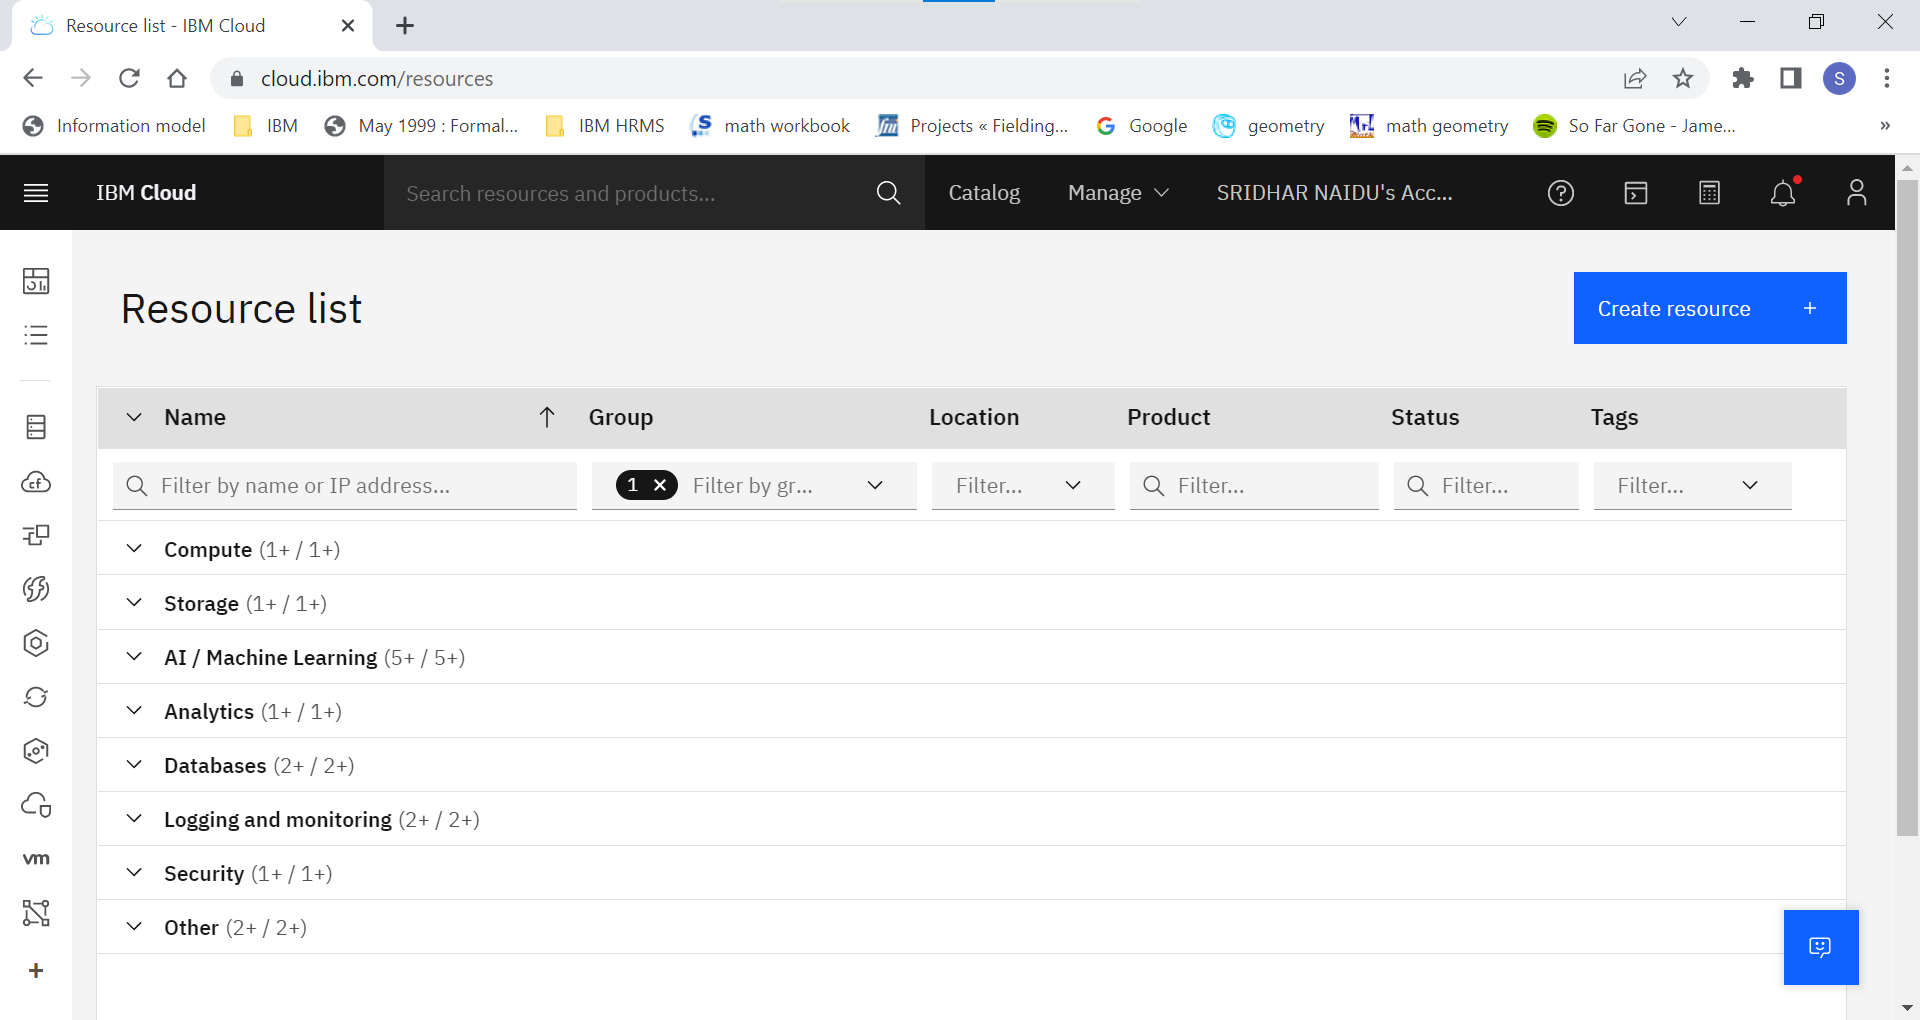 Resource list - IBM Cloud
cloud.ibm.com/resources
S
Information model IBM May 1999 : Formal... IBM HRMS math workbook Projects « Fielding... Google geometry math geometry So Far Gone - Jame... »
IBM Cloud Search resources and products... Catalog Manage SRIDHAR NAIDU's Acc...
Resource list
Create resource +
Name Group Location Product Status Tags
Filter by name or IP address... 1 × Filter by gr... Filter... Filter... Filter... Filter...
Compute (1+ / 1+)
Storage (1+ / 1+)
AI / Machine Learning (5+ / 5+)
Analytics (1+ / 1+)
Databases (2+ / 2+)
Logging and monitoring (2+ / 2+)
Security (1+ / 1+)
Other (2+ / 2+)
cf
vm